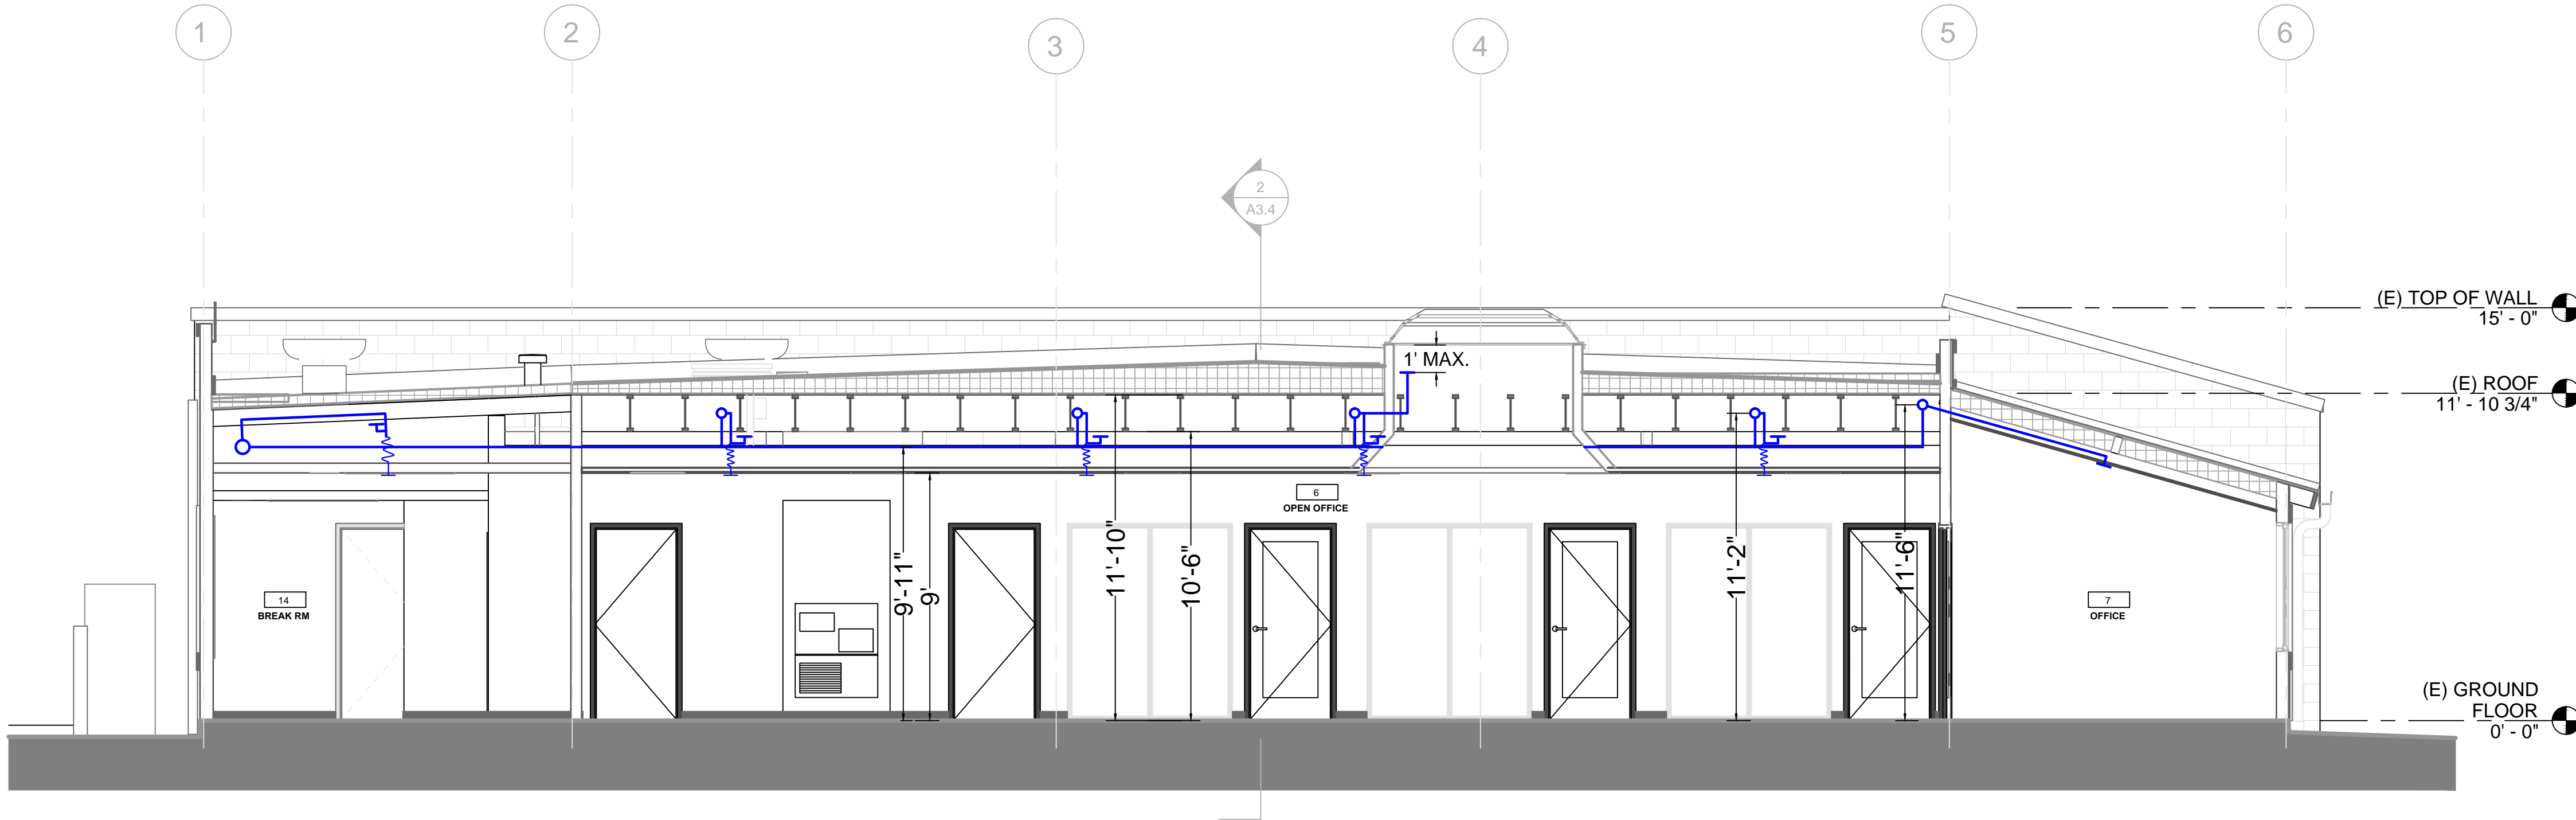 1
2
3
4
5
6
2
A3.4
(E) TOP OF WALL
15' - 0"
1' MAX.
(E) ROOF
11' - 10 3/4"
6
OPEN OFFICE
9'-11"
9'
11'-10"
10'-6"
11'-2"
11'-6"
14
BREAK RM
7
OFFICE
(E) GROUND
FLOOR
0' - 0"